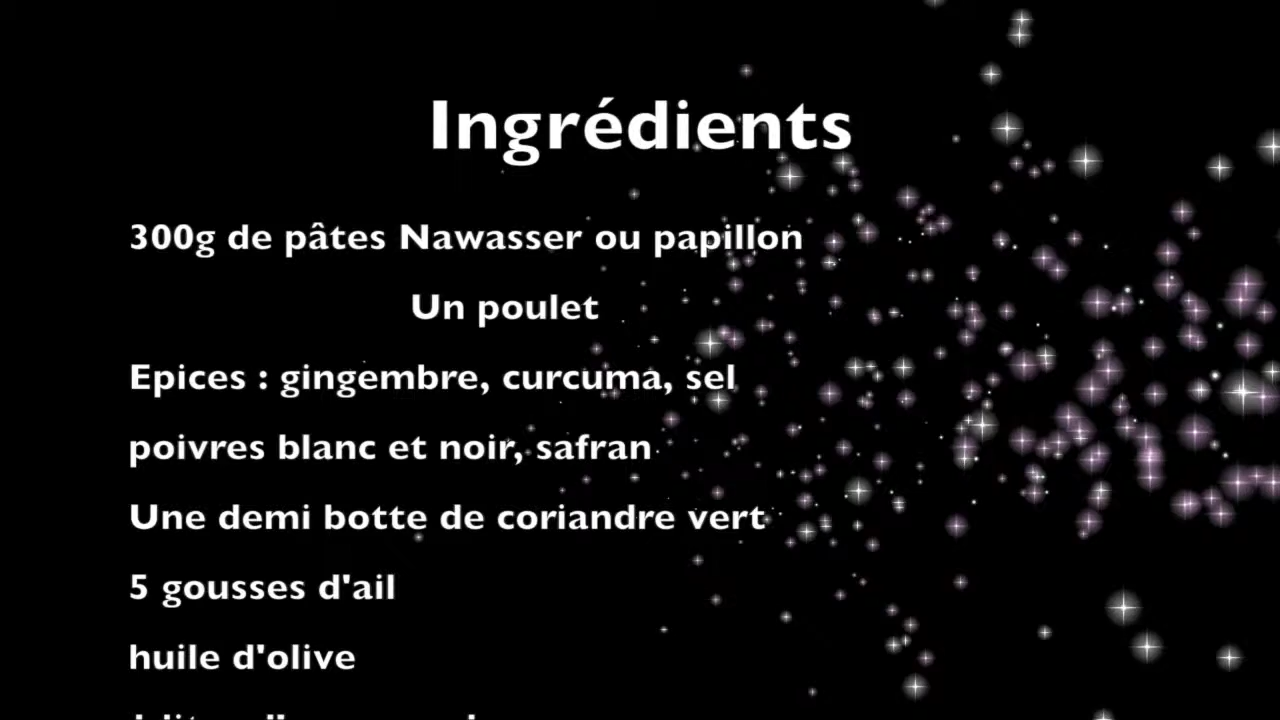 Ingrédients
300g de pâtes Nawasser ou papillon
Un poulet
Epices : gingembre, curcuma, sel
poivres blanc et noir, safran
Une demi botte de coriandre vert
5 gousses d'ail
huile d'olive